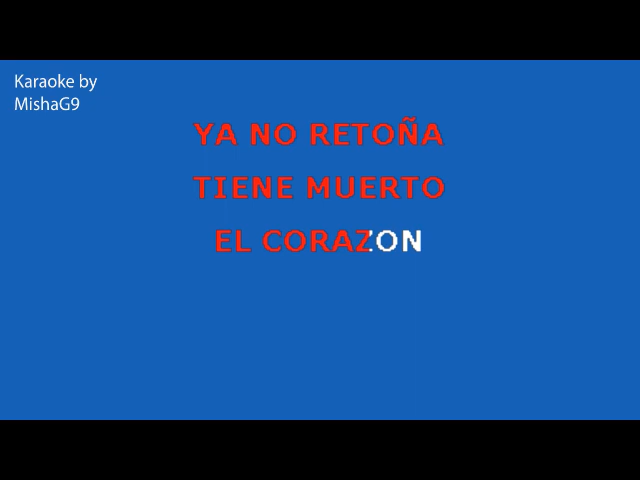 Karaoke by
MishaG9
YA NO RETOÑA
TIENE MUERTO
EL CORAZON